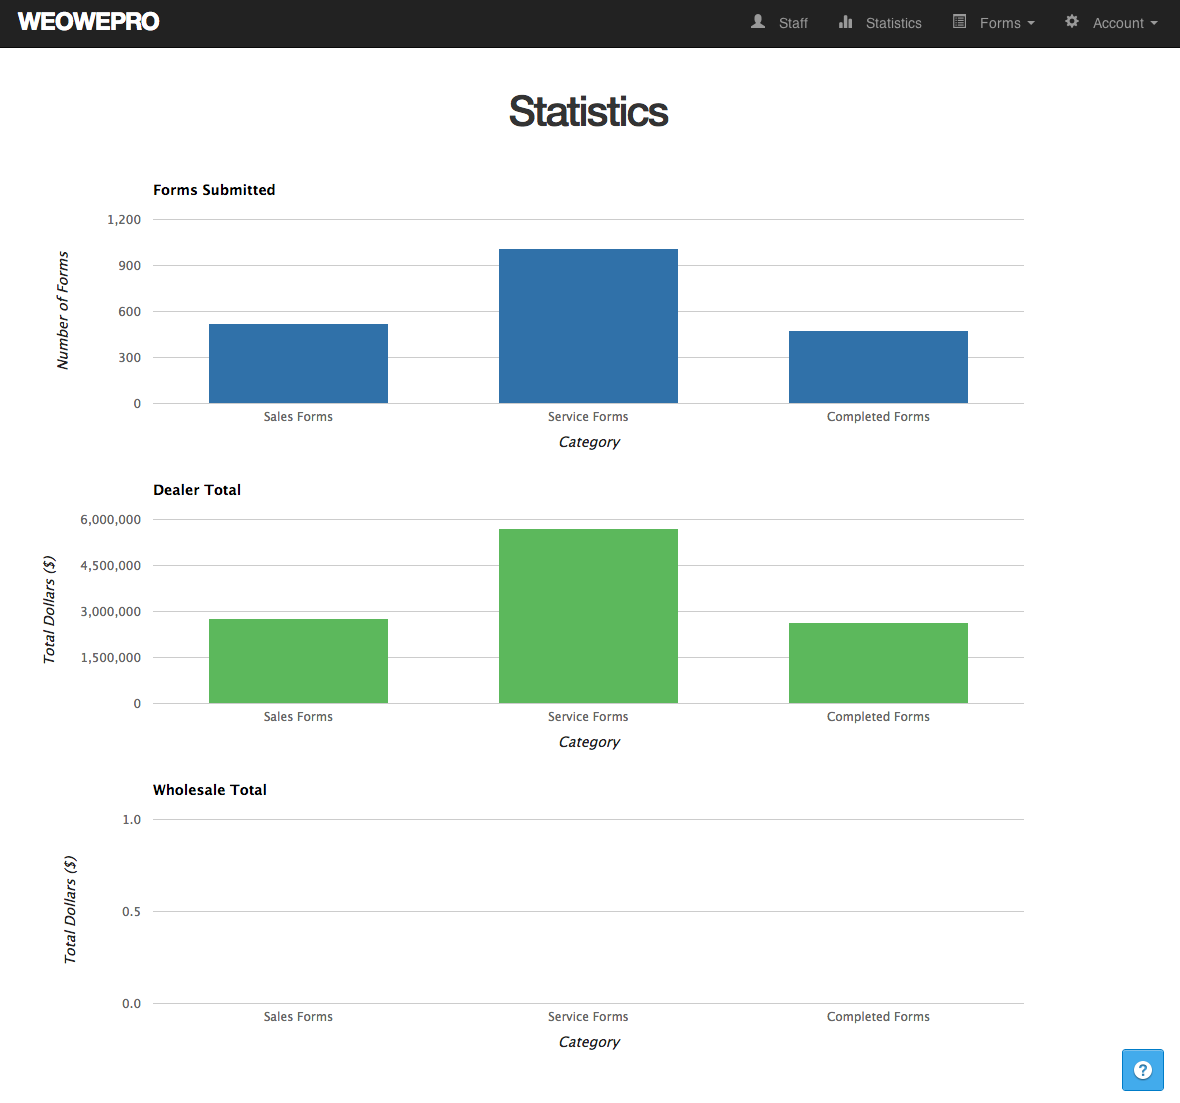 WEOWEPRO
Staff
Statistics
Forms
Account
Statistics
Forms Submitted
Number of Forms
1,200
900
600
300
0
Sales Forms
Service Forms
Completed Forms
Category
Dealer Total
Total Dollars ($)
6,000,000
4,500,000
3,000,000
1,500,000
0
Sales Forms
Service Forms
Completed Forms
Category
Wholesale Total
Total Dollars ($)
1.0
0.5
0.0
Sales Forms
Service Forms
Completed Forms
Category
?